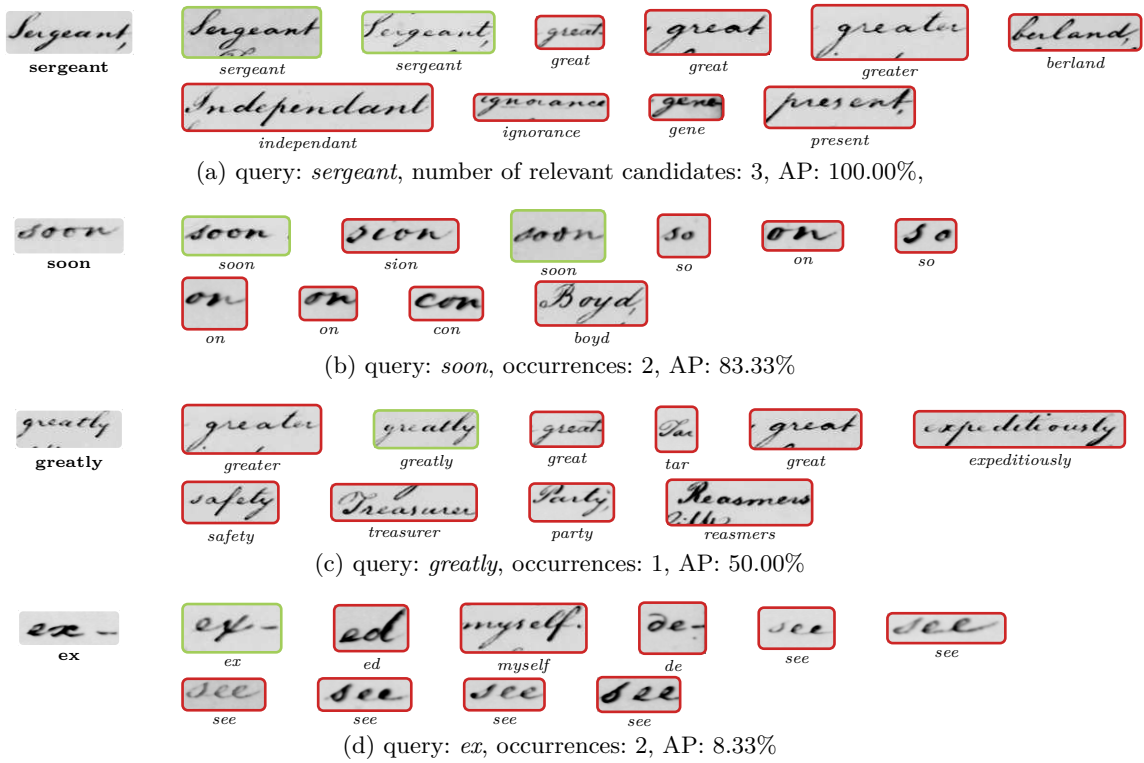 Sergeant, Sergeant Sergeant, great greater berland,
sergeant sergeant sergeant great great greater berland
Independant ignorance gene present,
independant ignorance gene present
(a) query: sergeant, number of relevant candidates: 3, AP: 100.00%,
soon soon sion soon so on so
soon soon sion soon so on so
on on con Boyd,
on on con boyd
(b) query: soon, occurrences: 2, AP: 83.33%
greatly greater greatly great Tar great expeditiously
greatly greater greatly great tar great expeditiously
safety Treasurer Party, Reasmers
safety treasurer party reasmers
(c) query: greatly, occurrences: 1, AP: 50.00%
ex - ex - ed myself. de- see see
ex ex ed myself de see see
see see see see
see see see see
(d) query: ex, occurrences: 2, AP: 8.33%